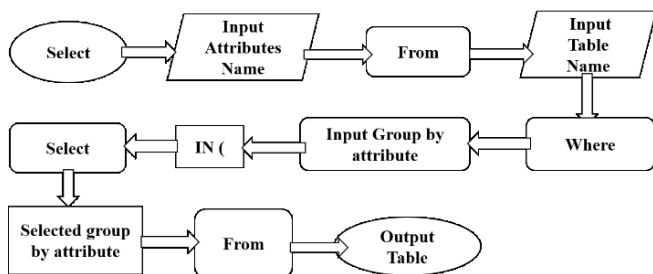 Select
Input
Attributes
Name
From
Input
Table
Name
Where
Input Group by
attribute
IN (
Select
Selected group
by attribute
From
Output
Table